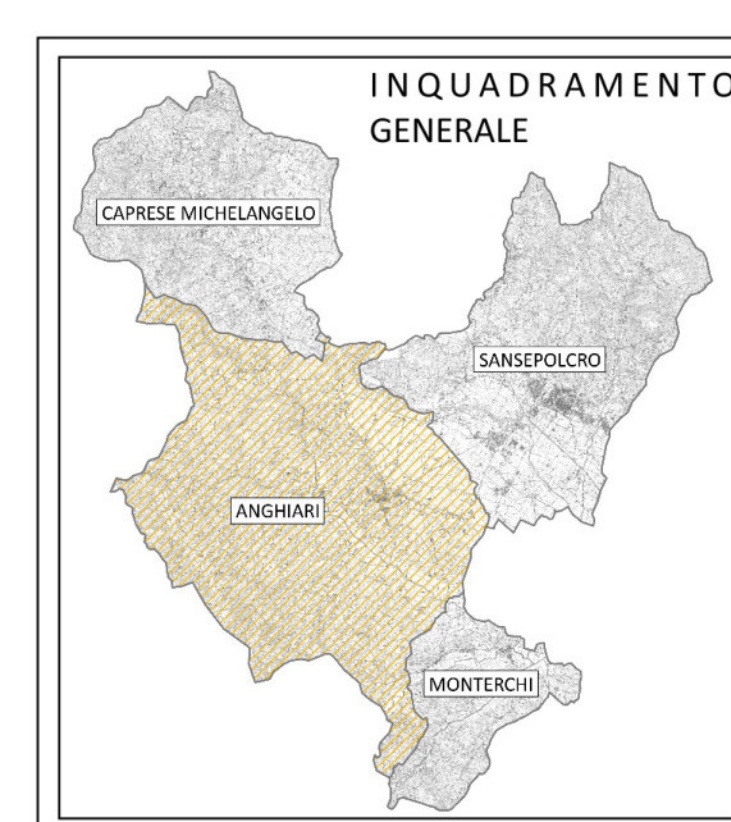 INQUADRAMENTO
GENERALE
CAPRESE MICHELANGELO
SANSEPOLCRO
ANGHIARI
MONTERCHI